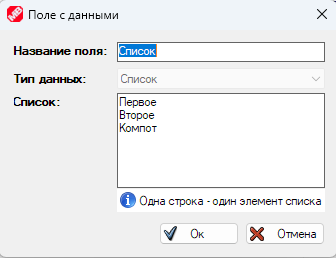 Поле с данными
Название поля: Список
Тип данных: Список
Список: Первое
Второе
Компот
Одна строка - один элемент списка
Ок Отмена